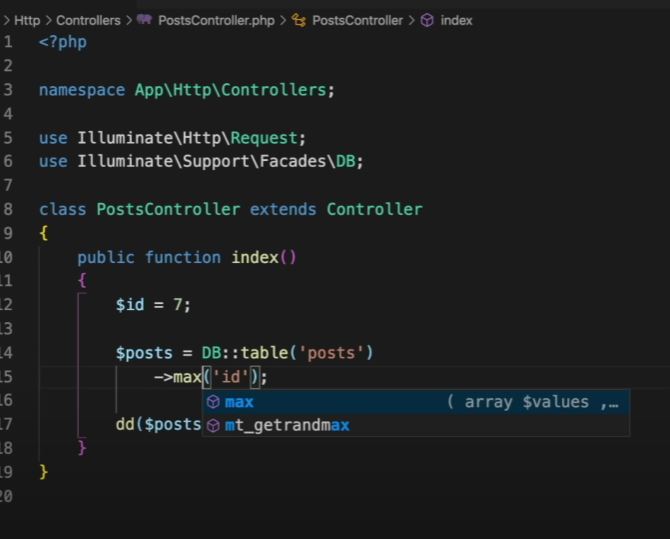 > Http > Controllers > PostsController.php > PostsController > index
1 <?php
2
3 namespace App\Http\Controllers;
4
5 use Illuminate\Http\Request;
6 use Illuminate\Support\Facades\DB;
7
8 class PostsController extends Controller
9 {
10 public function index()
11 {
12 $id = 7;
13
14 $posts = DB::table('posts')
15 ->max('id');
16 max ( array $values ,…
17 dd($posts mt_getrandmax
18 }
19 }
20